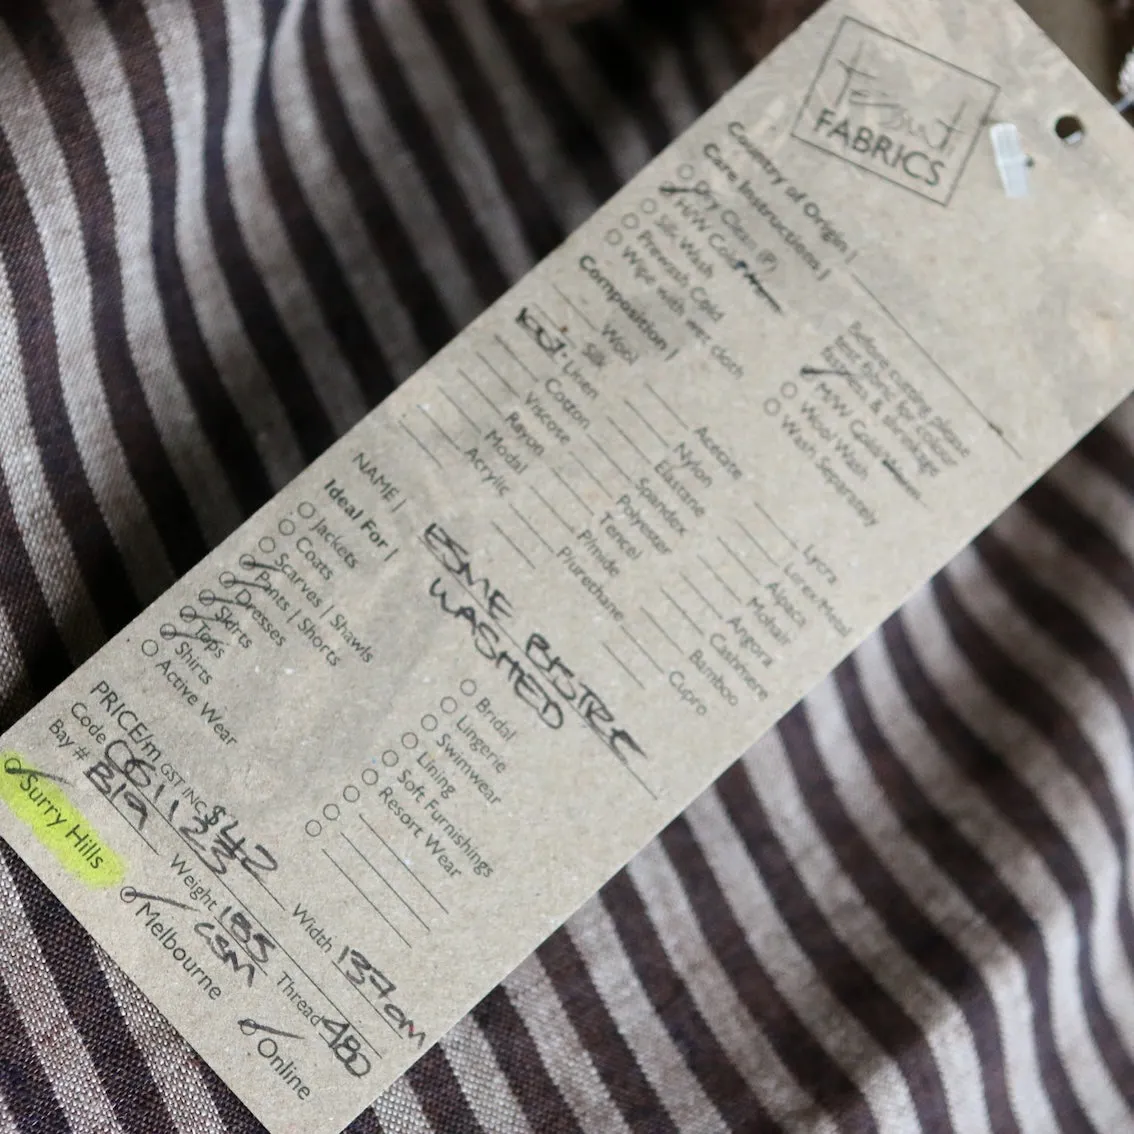 FABRICS
Country of Origin |
Care Instructions |
Dry Clean (P)
H/W Cold
Silk Wash
Prewash Cold
Wipe with wet cloth
Before cutting please
test fabric for colour
fastness & shrinkage
H/W Cold
Wool Wash
Wash Separately
Composition |
Wool
Silk
100% Linen
Cotton
Viscose
Rayon
Modal
Acrylic
Acetate
Nylon
Elastane
Spandex
Polyester
Tencel
P/mide
P/urethane
Lycra
Lurex/Metal
Alpaca
Mohair
Angora
Cashmere
Bamboo
Cupro
NAME | ESME
WASHED
Ideal For |
Jackets
Coats
Scarves | Shawls
Pants | Shorts
Dresses
Skirts
Tops
Shirts
Active Wear
Bridal
Lingerie
Swimwear
Lining
Soft Furnishings
Resort Wear
PRICE/m GST INC $42
Width 137cm
Code C611233
Weight 185 GSM
Thread 480
Bay # B19
Surry Hills
Melbourne
Online